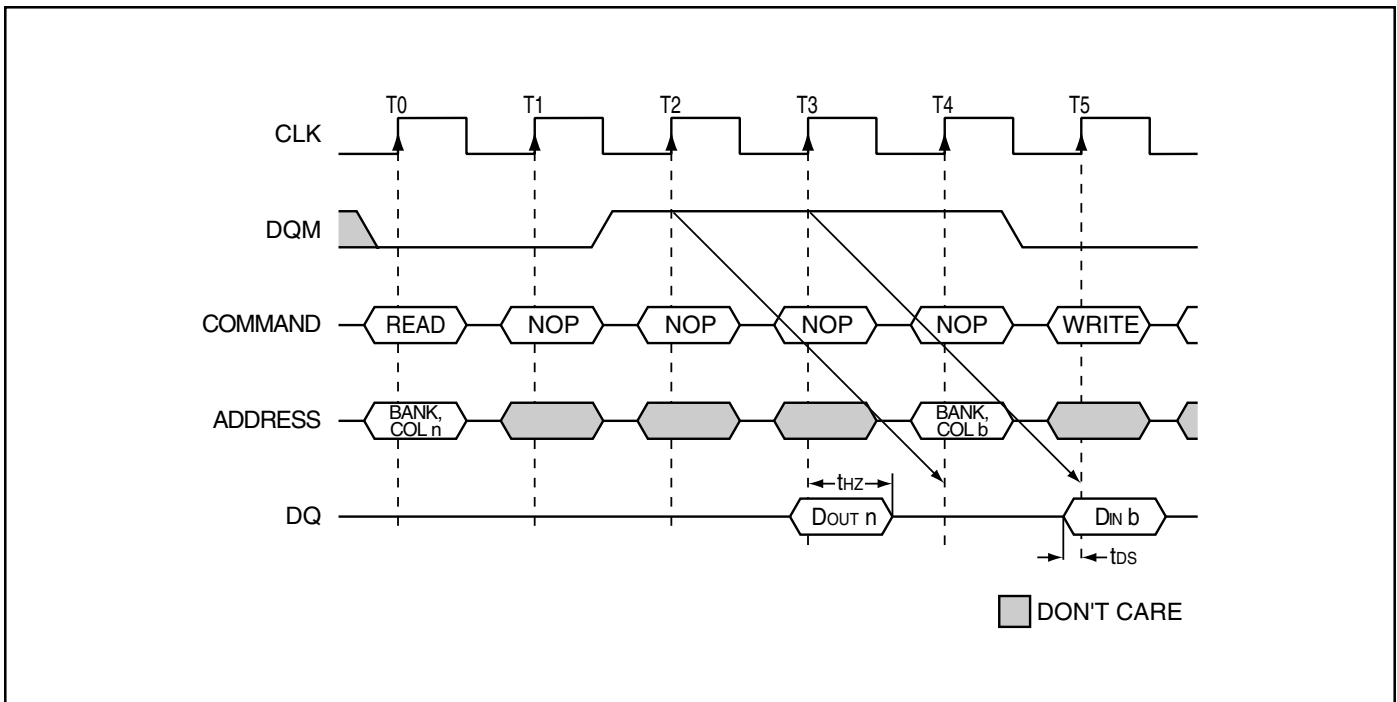 T0 T1 T2 T3 T4 T5
CLK
DQM
COMMAND READ NOP NOP NOP NOP WRITE
ADDRESS BANK, COL n BANK, COL b
tHZ
DQ DOUT n DIN b
tDS
DON'T CARE